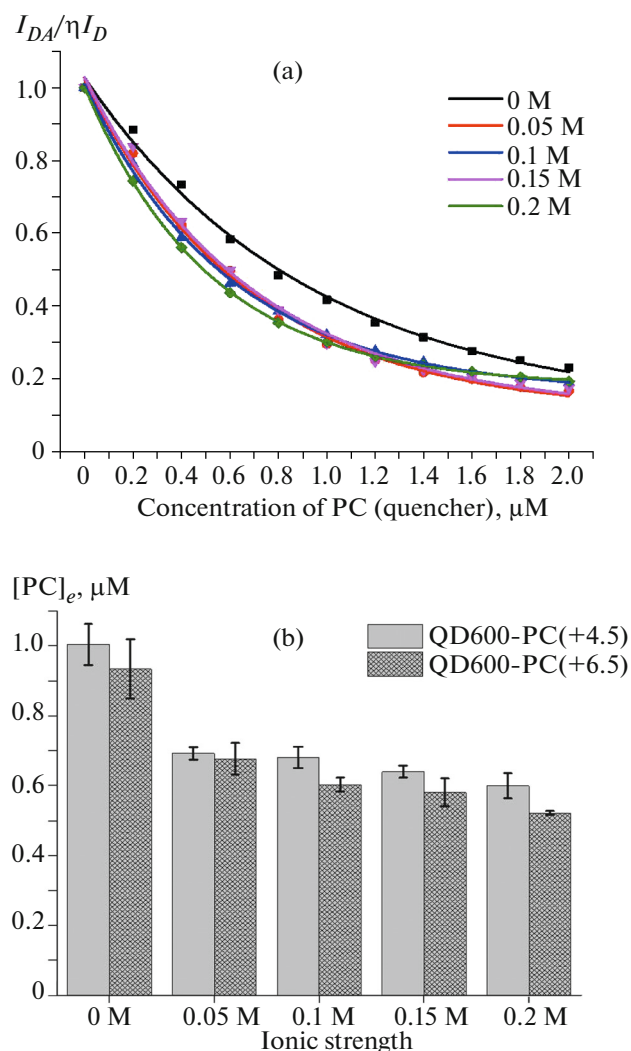 I_{DA}/ηI_D
(a)
0 M
0.05 M
0.1 M
0.15 M
0.2 M
1.0
0.8
0.6
0.4
0.2
0
0 0.2 0.4 0.6 0.8 1.0 1.2 1.4 1.6 1.8 2.0
Concentration of PC (quencher), μM
[PC]_e, μM
(b)
QD600-PC(+4.5)
QD600-PC(+6.5)
1.0
0.8
0.6
0.4
0.2
0
0 M 0.05 M 0.1 M 0.15 M 0.2 M
Ionic strength